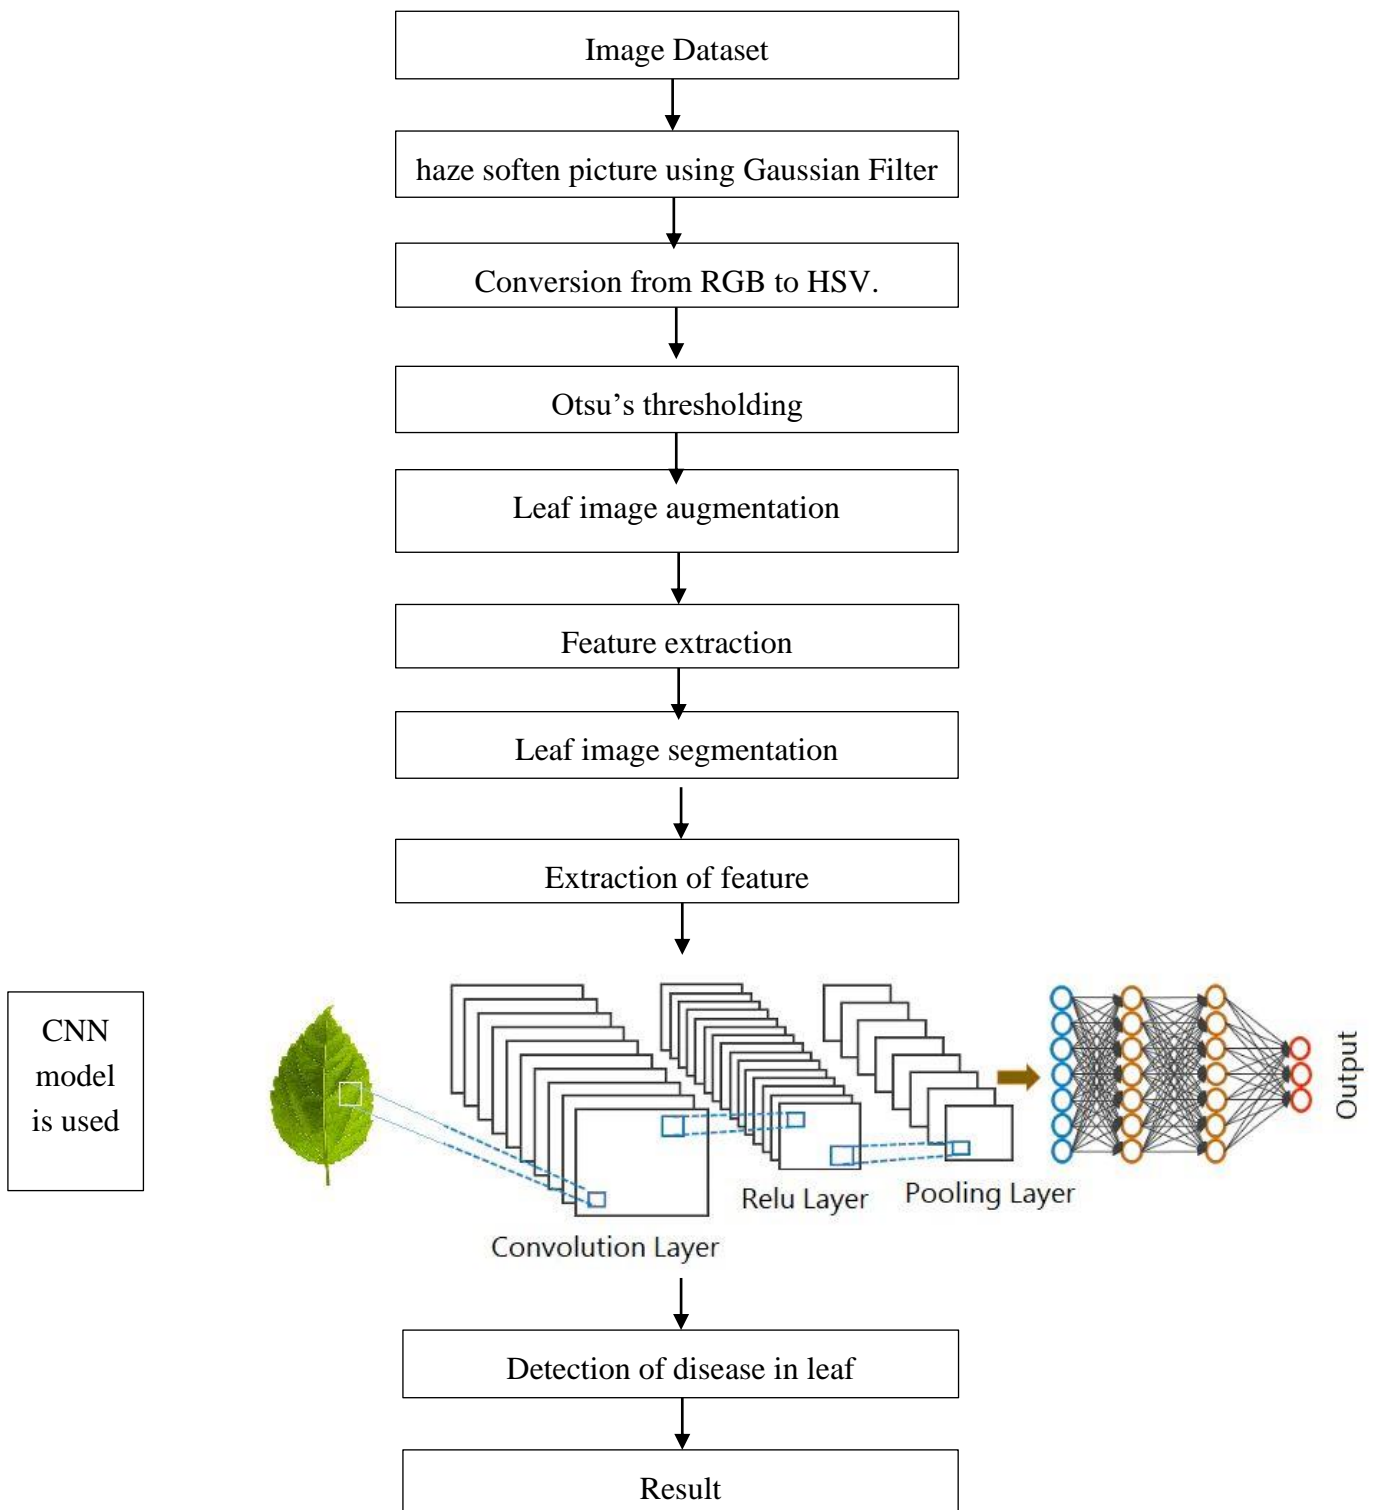 Image Dataset
haze soften picture using Gaussian Filter
Conversion from RGB to HSV.
Otsu’s thresholding
Leaf image augmentation
Feature extraction
Leaf image segmentation
Extraction of feature
CNN
model
is used
Convolution Layer
Relu Layer
Pooling Layer
Output
Detection of disease in leaf
Result